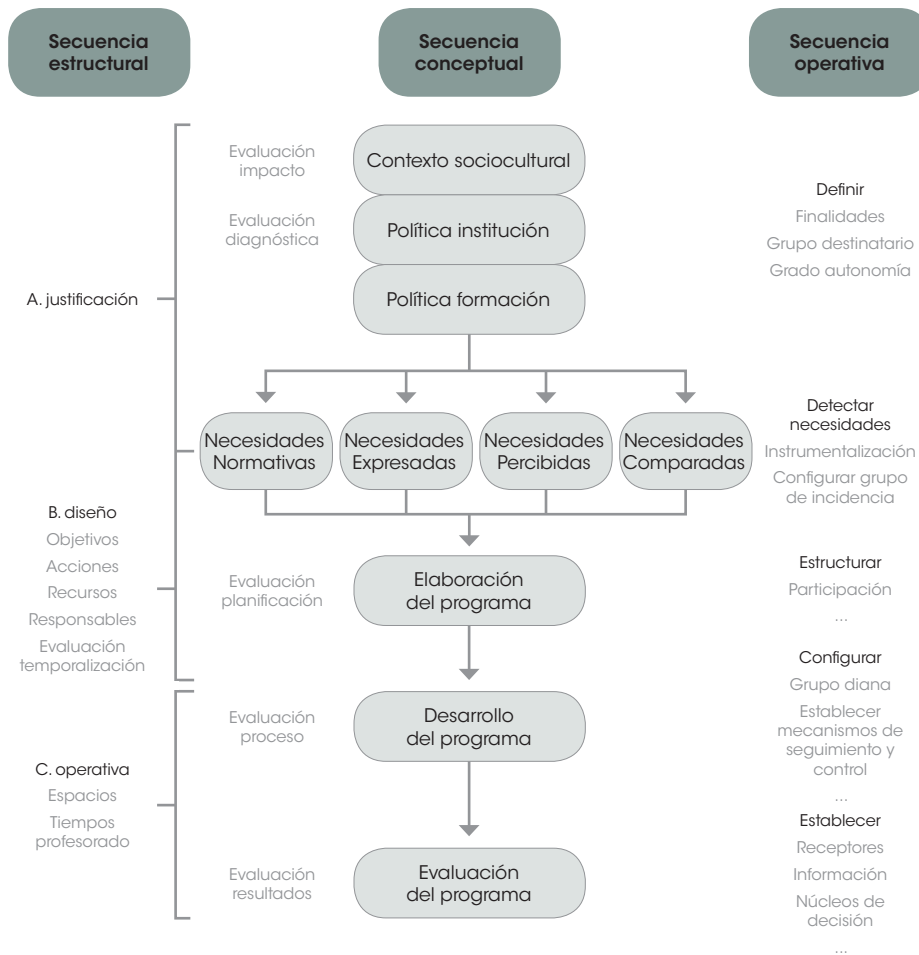 Secuencia
estructural
Secuencia
conceptual
Secuencia
operativa
A. justificación
B. diseño
Objetivos
Acciones
Recursos
Responsables
Evaluación
temporalización
C. operativa
Espacios
Tiempos
profesorado
Evaluación
impacto
Contexto sociocultural
Evaluación
diagnóstica
Política institución
Política formación
Necesidades
Normativas
Necesidades
Expresadas
Necesidades
Percibidas
Necesidades
Comparadas
Evaluación
planificación
Elaboración
del programa
Evaluación
proceso
Desarrollo
del programa
Evaluación
resultados
Evaluación
del programa
Definir
Finalidades
Grupo destinatario
Grado autonomía
Detectar
necesidades
Instrumentalización
Configurar grupo
de incidencia
Estructurar
Participación
...
Configurar
Grupo diana
Establecer
mecanismos de
seguimiento y
control
...
Establecer
Receptores
Información
Núcleos de
decisión
...